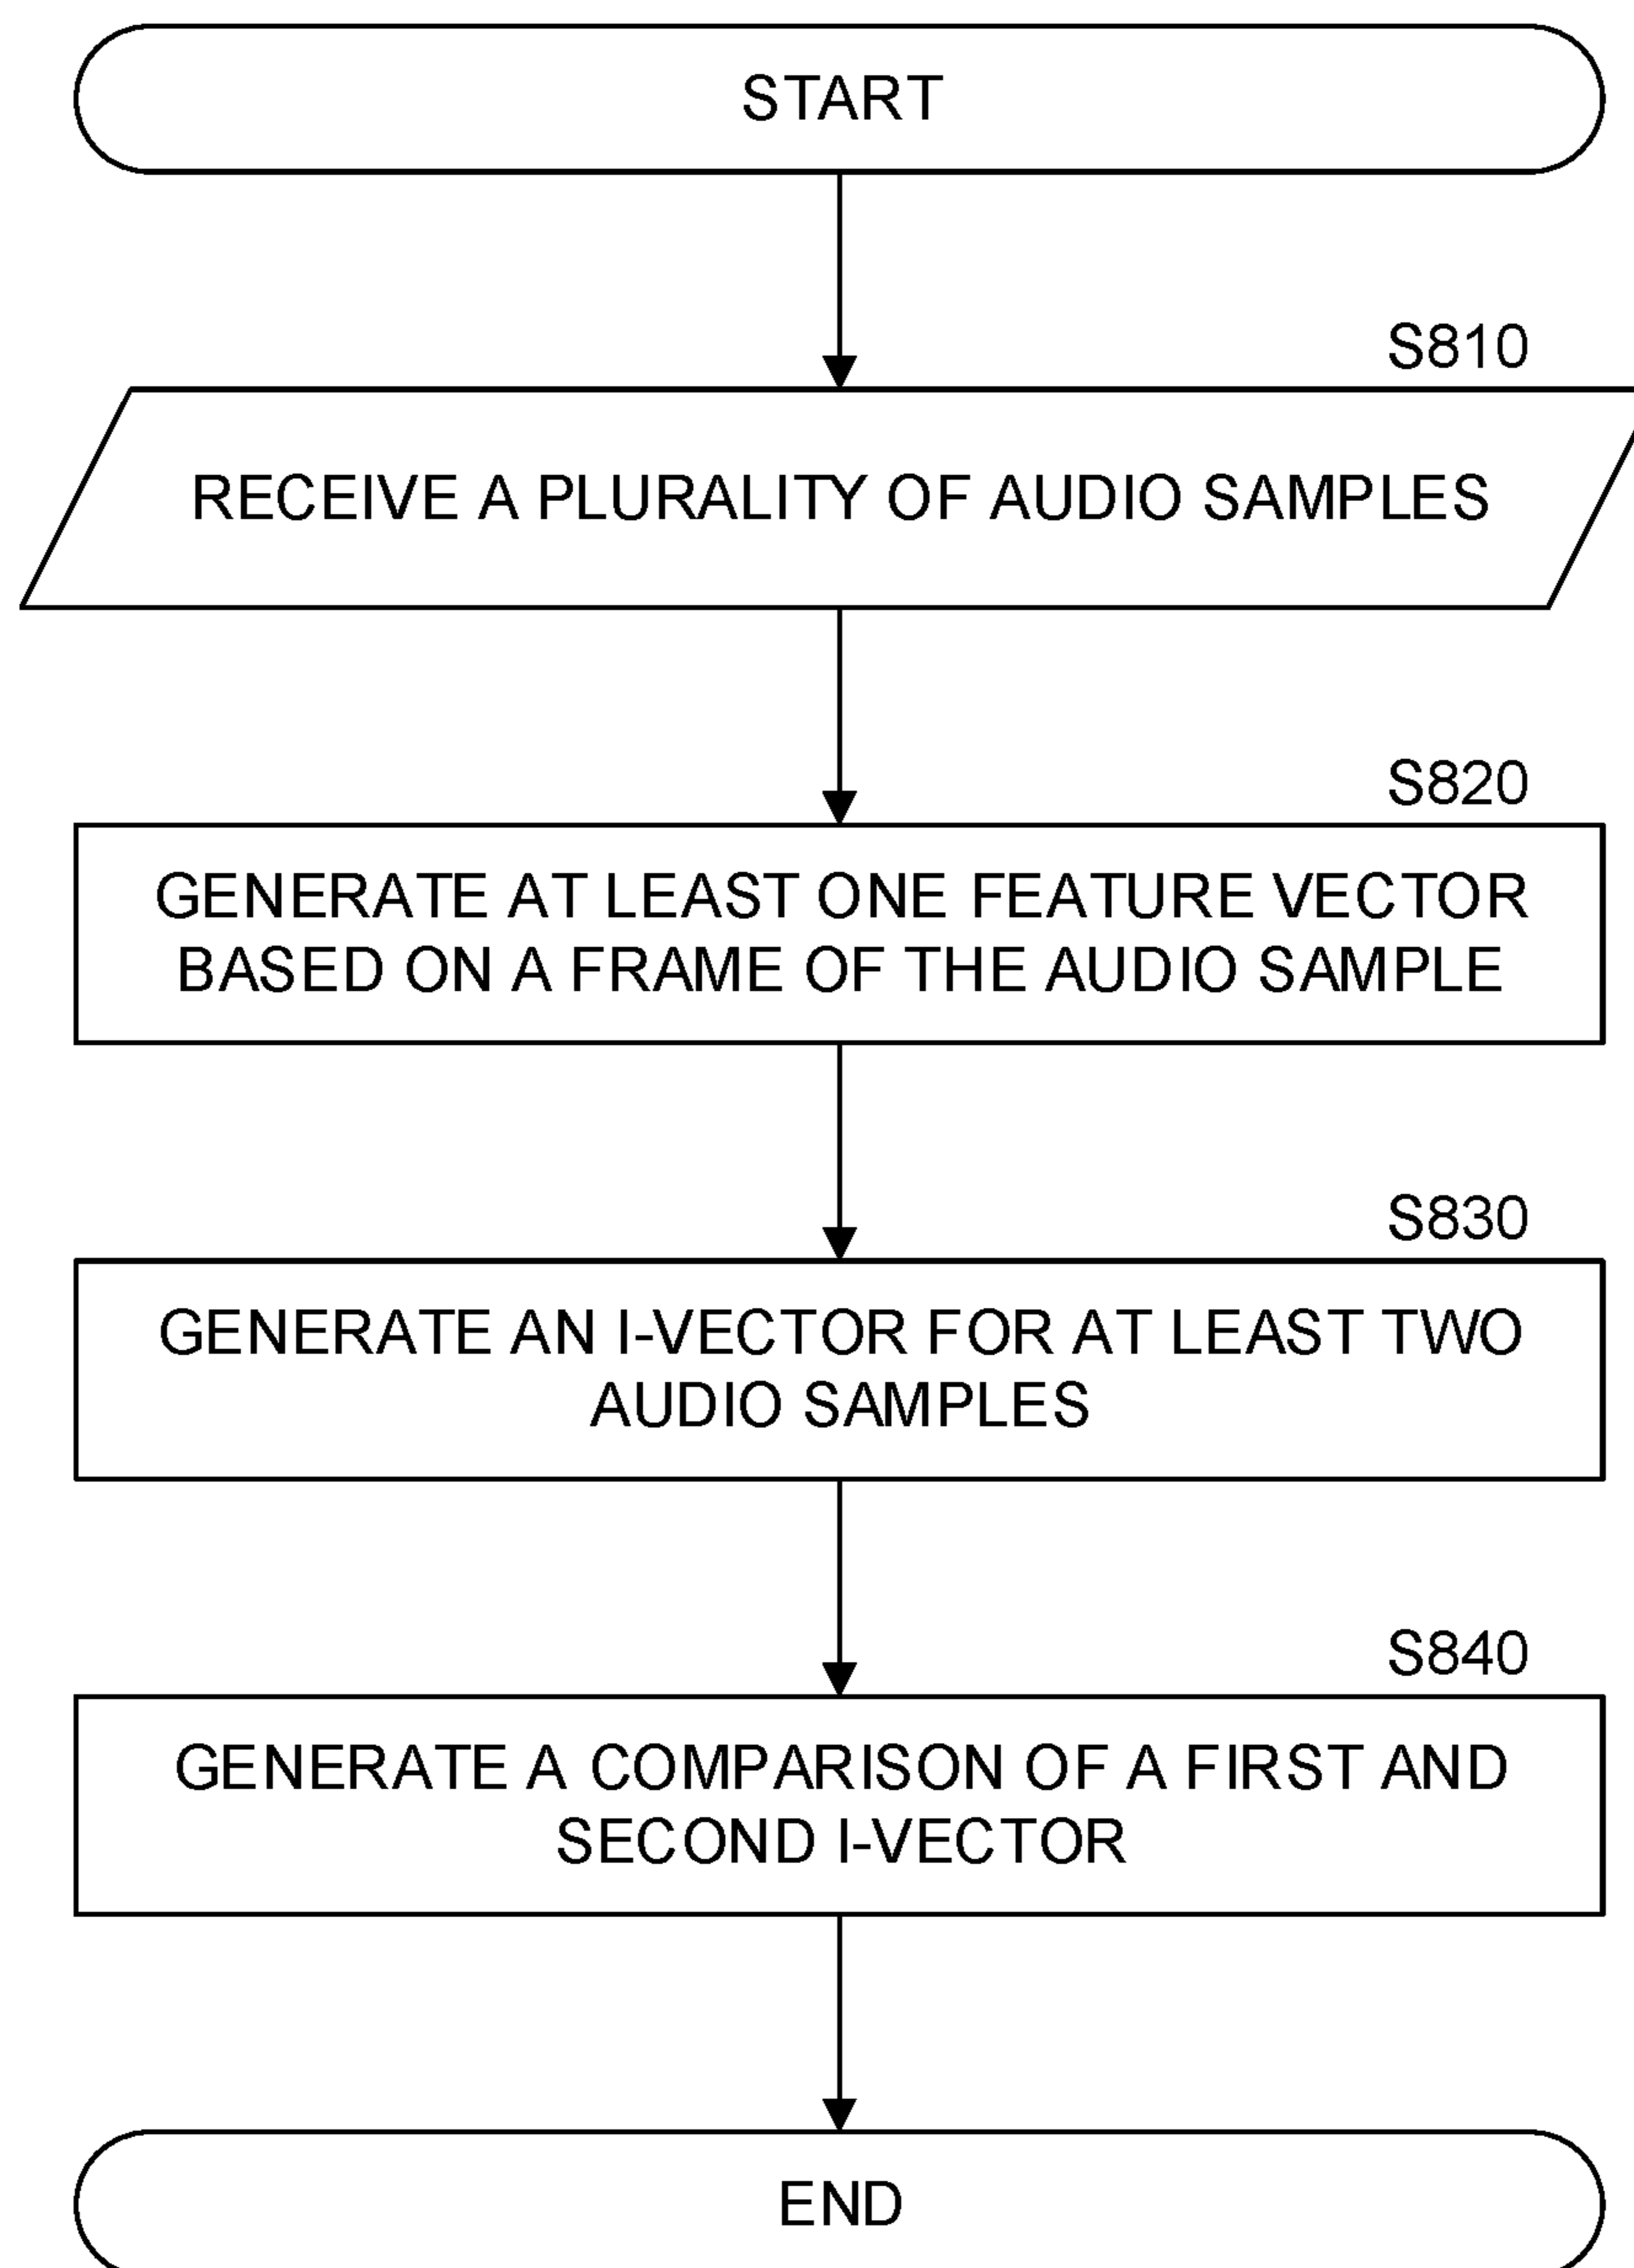 START
S810
RECEIVE A PLURALITY OF AUDIO SAMPLES
S820
GENERATE AT LEAST ONE FEATURE VECTOR
BASED ON A FRAME OF THE AUDIO SAMPLE
S830
GENERATE AN I-VECTOR FOR AT LEAST TWO
AUDIO SAMPLES
S840
GENERATE A COMPARISON OF A FIRST AND
SECOND I-VECTOR
END